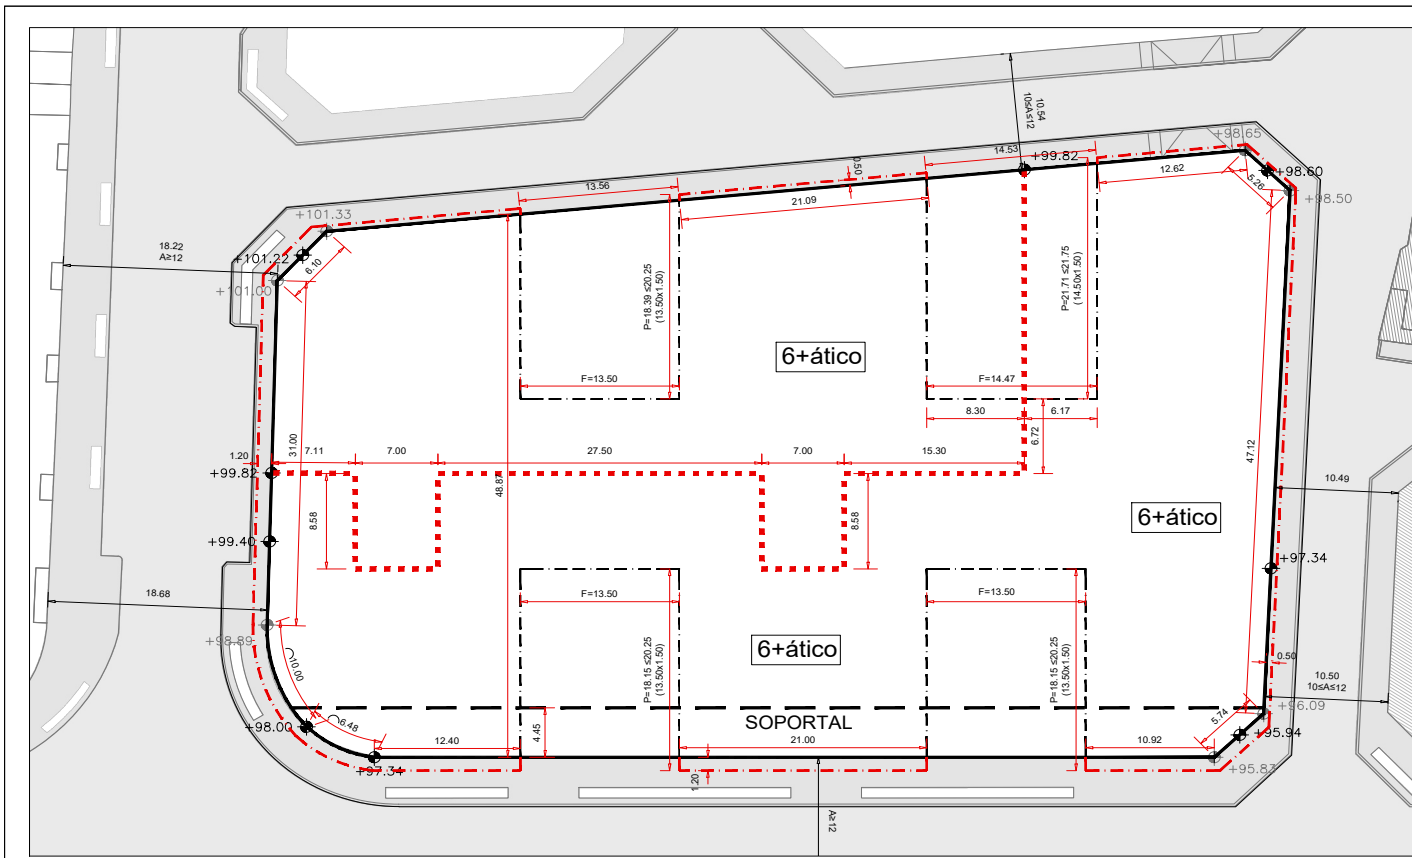 10.54
10≤A≤12
+98.65
14.53
+99.82
0.50
12.62
+98.60
5.26
+98.50
13.56
21.09
+101.33
18.22
A≥12
+101.22
6.10
+101.00
P=18.39 ≤20.25
(13.50x1.50)
P=21.71 ≤21.75
(14.50x1.50)
6+ático
F=13.50
F=14.47
8.30
6.17
6.72
31.00
48.87
47.12
1.20
7.11
7.00
27.50
7.00
15.30
+99.82
10.49
8.58
8.58
6+ático
+99.40
+97.34
18.68
F=13.50
F=13.50
+98.89
10.00
6+ático
P=18.15 ≤20.25
(13.50x1.50)
P=18.15 ≤20.25
(13.50x1.50)
0.50
10.50
10≤A≤12
+96.09
5.74
+98.00
6.48
4.45
SOPORTAL
+95.94
12.40
21.00
10.92
+97.34
1.20
+95.83
A≥12